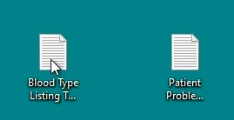 Blood Type
Listing T...
Patient
Proble...